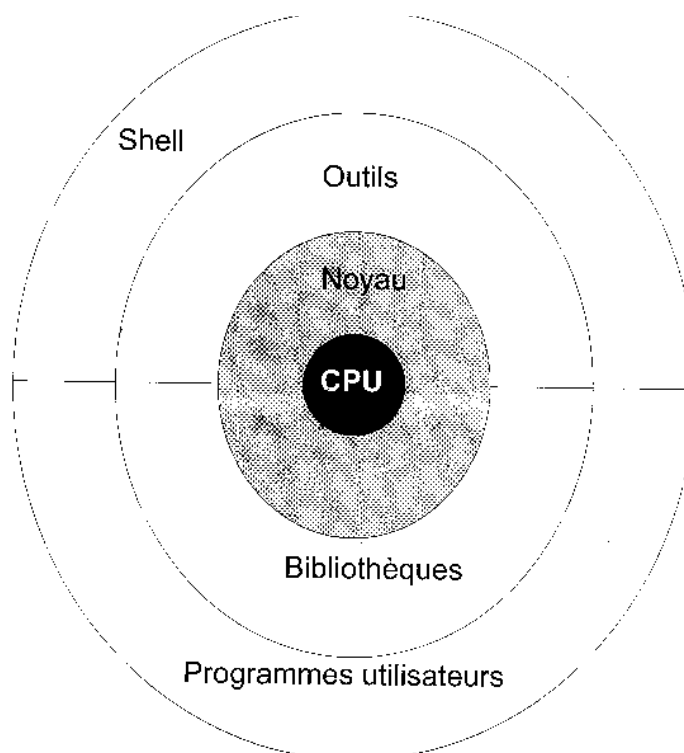 Shell
Outils
Noyau
CPU
Bibliothèques
Programmes utilisateurs